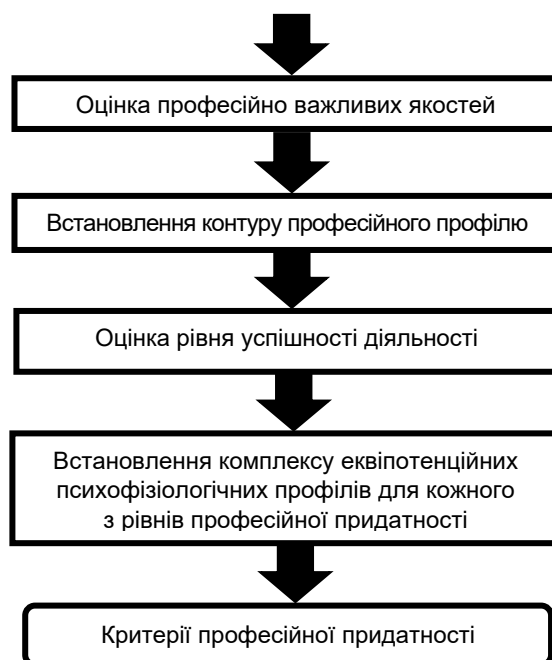 Оцінка професійно важливих якостей
Встановлення контуру професійного профілю
Оцінка рівня успішності діяльності
Встановлення комплексу еквіпотенційних
психофізіологічних профілів для кожного
з рівнів професійної придатності
Критерії професійної придатності